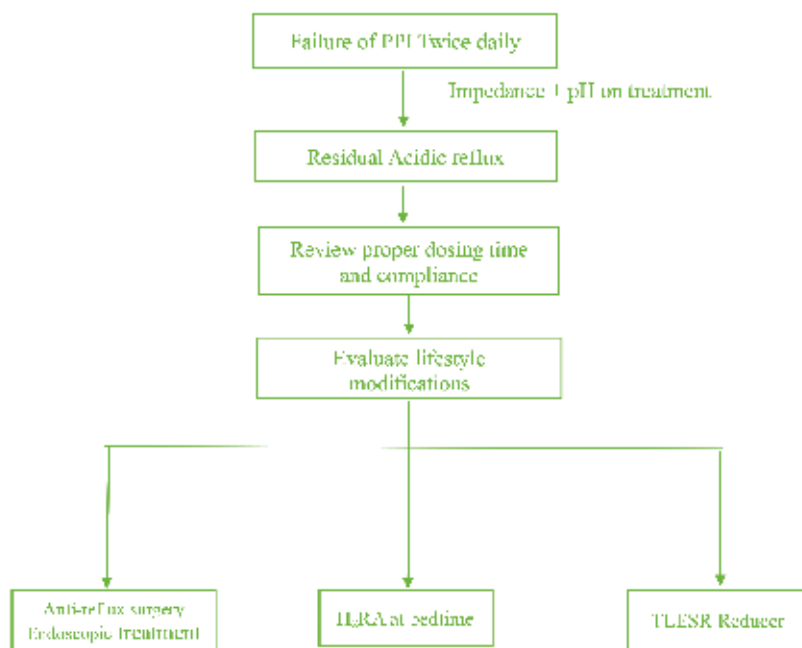 Failure of PPI Twice daily
Impedance + pH on treatment
Residual Acidic reflux
Review proper dosing time
and compliance
Evaluate lifestyle
modifications
Anti-reflux surgery
Endoscopic treatment
H₂RA at bedtime
TLESR Reducer